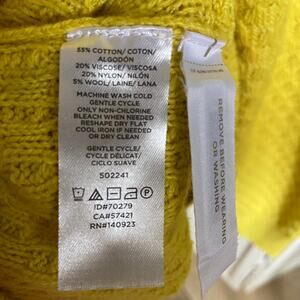 55% COTTON/ COTON/
ALGODÓN
20% VISCOSE/ VISCOSA
20% NYLON/ NILÓN
5% WOOL/ LAINE/ LANA
MACHINE WASH COLD
GENTLE CYCLE
ONLY NON-CHLORINE
BLEACH WHEN NEEDED
RESHAPE DRY FLAT
COOL IRON IF NEEDED
OR DRY CLEAN
GENTLE CYCLE/
CYCLE DÉLICAT/
CICLO SUAVE
502241
ID#70279
CA#57421
RN#140923
REMOVE BEFORE WEARING
OR WASHING